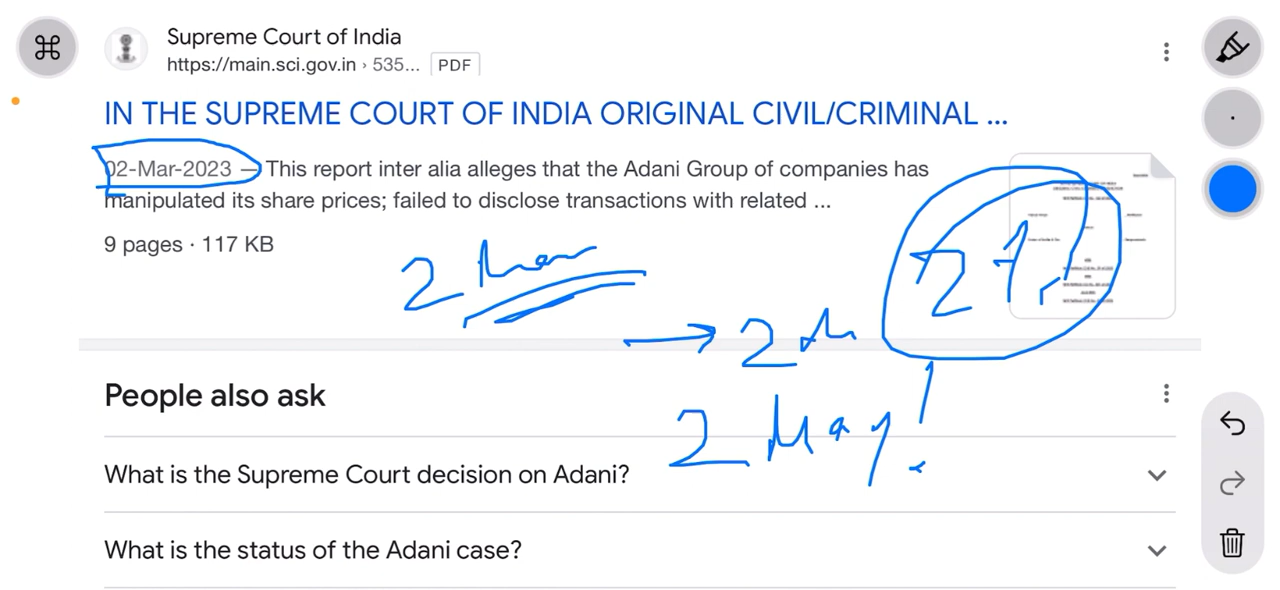 Supreme Court of India
https://main.sci.gov.in › 535... PDF
IN THE SUPREME COURT OF INDIA ORIGINAL CIVIL/CRIMINAL ...
02-Mar-2023 — This report inter alia alleges that the Adani Group of companies has
manipulated its share prices; failed to disclose transactions with related ...
9 pages · 117 KB
2
2 M
2 May
People also ask
What is the Supreme Court decision on Adani?
What is the status of the Adani case?